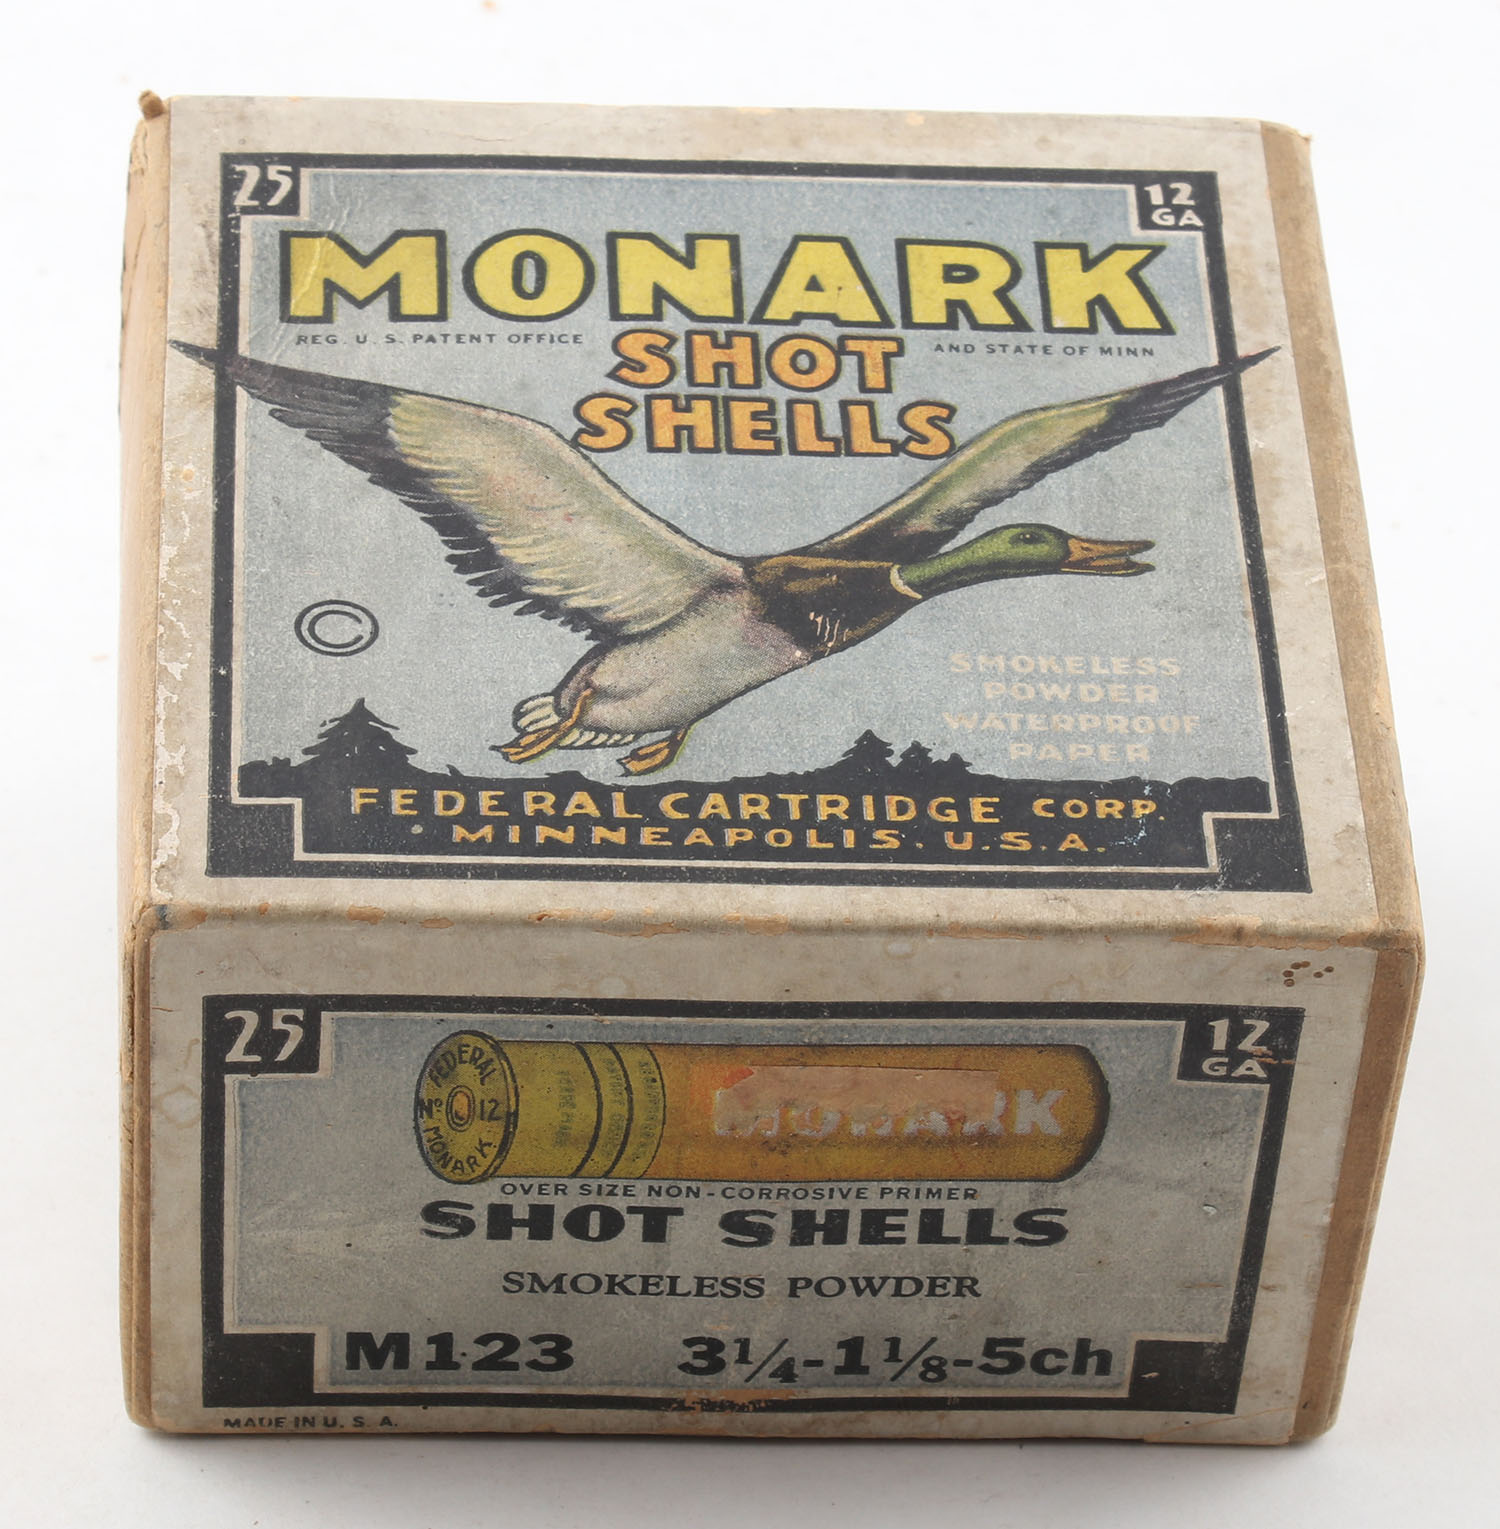 25
12
GA
MONARK
REG. U. S. PATENT OFFICE
AND STATE OF MINN
SHOT
SHELLS
©
SMOKELESS
POWDER
WATERPROOF
PAPER
FEDERAL CARTRIDGE CORP.
MINNEAPOLIS, U.S.A.
25
12
GA
FEDERAL
No 12
MONARK
MONARK
OVER SIZE NON-CORROSIVE PRIMER
SHOT SHELLS
SMOKELESS POWDER
M123 3¼-1⅛-5ch
MADE IN U. S. A.